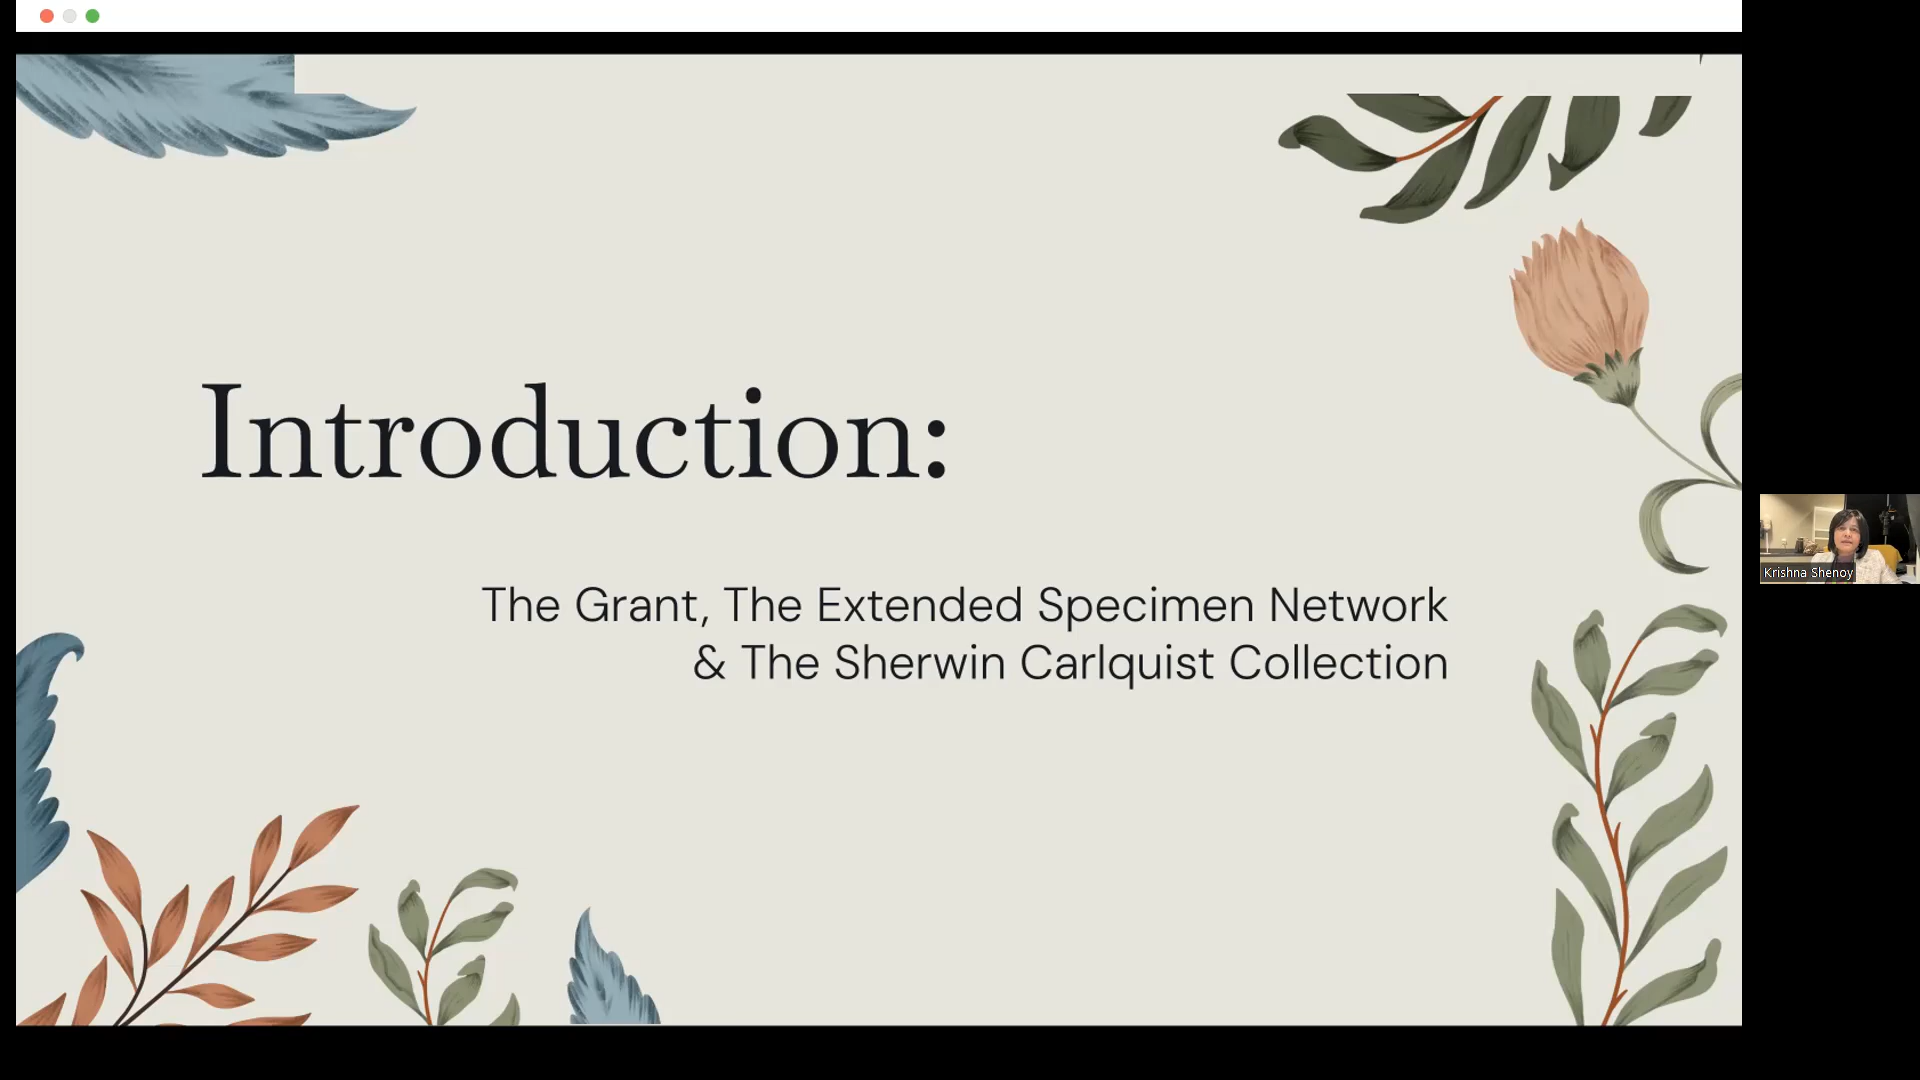 Introduction:
The Grant, The Extended Specimen Network
& The Sherwin Carlquist Collection
Krishna Shenoy